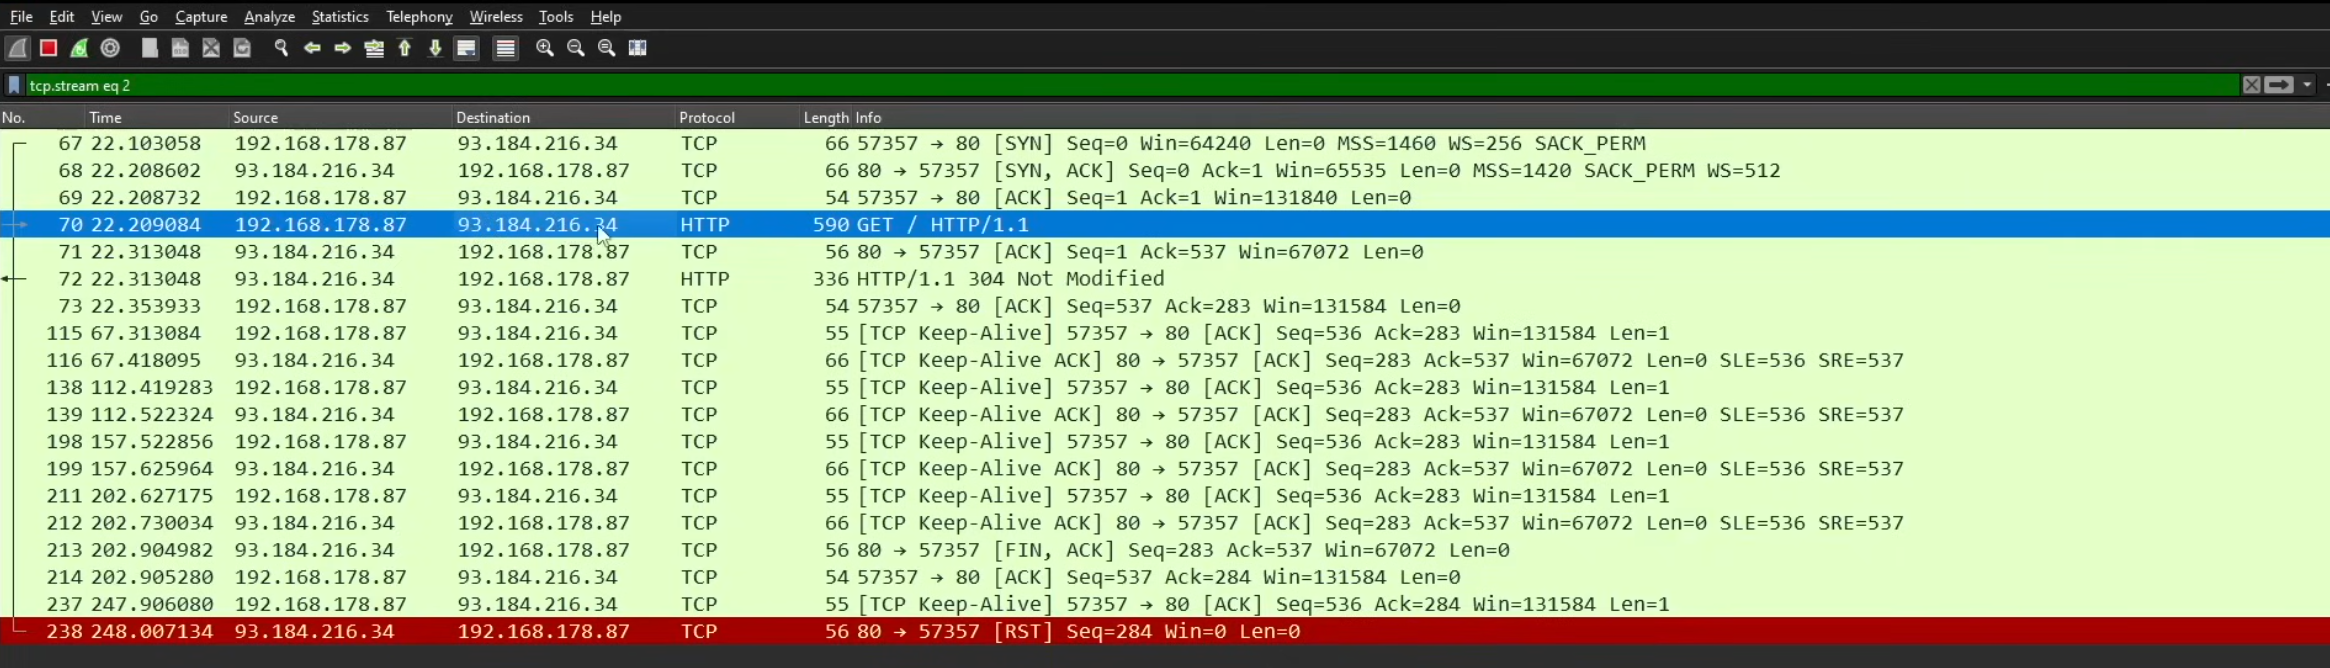 File Edit View Go Capture Analyze Statistics Telephony Wireless Tools Help
tcp.stream eq 2
No. Time Source Destination Protocol Length Info
67 22.103058 192.168.178.87 93.184.216.34 TCP 66 57357 → 80 [SYN] Seq=0 Win=64240 Len=0 MSS=1460 WS=256 SACK_PERM
68 22.208602 93.184.216.34 192.168.178.87 TCP 66 80 → 57357 [SYN, ACK] Seq=0 Ack=1 Win=65535 Len=0 MSS=1420 SACK_PERM WS=512
69 22.208732 192.168.178.87 93.184.216.34 TCP 54 57357 → 80 [ACK] Seq=1 Ack=1 Win=131840 Len=0
70 22.209084 192.168.178.87 93.184.216.34 HTTP 590 GET / HTTP/1.1
71 22.313048 93.184.216.34 192.168.178.87 TCP 56 80 → 57357 [ACK] Seq=1 Ack=537 Win=67072 Len=0
72 22.313048 93.184.216.34 192.168.178.87 HTTP 336 HTTP/1.1 304 Not Modified
73 22.353933 192.168.178.87 93.184.216.34 TCP 54 57357 → 80 [ACK] Seq=537 Ack=283 Win=131584 Len=0
115 67.313084 192.168.178.87 93.184.216.34 TCP 55 [TCP Keep-Alive] 57357 → 80 [ACK] Seq=536 Ack=283 Win=131584 Len=1
116 67.418095 93.184.216.34 192.168.178.87 TCP 66 [TCP Keep-Alive ACK] 80 → 57357 [ACK] Seq=283 Ack=537 Win=67072 Len=0 SLE=536 SRE=537
138 112.419283 192.168.178.87 93.184.216.34 TCP 55 [TCP Keep-Alive] 57357 → 80 [ACK] Seq=536 Ack=283 Win=131584 Len=1
139 112.522324 93.184.216.34 192.168.178.87 TCP 66 [TCP Keep-Alive ACK] 80 → 57357 [ACK] Seq=283 Ack=537 Win=67072 Len=0 SLE=536 SRE=537
198 157.522856 192.168.178.87 93.184.216.34 TCP 55 [TCP Keep-Alive] 57357 → 80 [ACK] Seq=536 Ack=283 Win=131584 Len=1
199 157.625964 93.184.216.34 192.168.178.87 TCP 66 [TCP Keep-Alive ACK] 80 → 57357 [ACK] Seq=283 Ack=537 Win=67072 Len=0 SLE=536 SRE=537
211 202.627175 192.168.178.87 93.184.216.34 TCP 55 [TCP Keep-Alive] 57357 → 80 [ACK] Seq=536 Ack=283 Win=131584 Len=1
212 202.730034 93.184.216.34 192.168.178.87 TCP 66 [TCP Keep-Alive ACK] 80 → 57357 [ACK] Seq=283 Ack=537 Win=67072 Len=0 SLE=536 SRE=537
213 202.904982 93.184.216.34 192.168.178.87 TCP 56 80 → 57357 [FIN, ACK] Seq=283 Ack=537 Win=67072 Len=0
214 202.905280 192.168.178.87 93.184.216.34 TCP 54 57357 → 80 [ACK] Seq=537 Ack=284 Win=131584 Len=0
237 247.906080 192.168.178.87 93.184.216.34 TCP 55 [TCP Keep-Alive] 57357 → 80 [ACK] Seq=536 Ack=284 Win=131584 Len=1
238 248.007134 93.184.216.34 192.168.178.87 TCP 56 80 → 57357 [RST] Seq=284 Win=0 Len=0